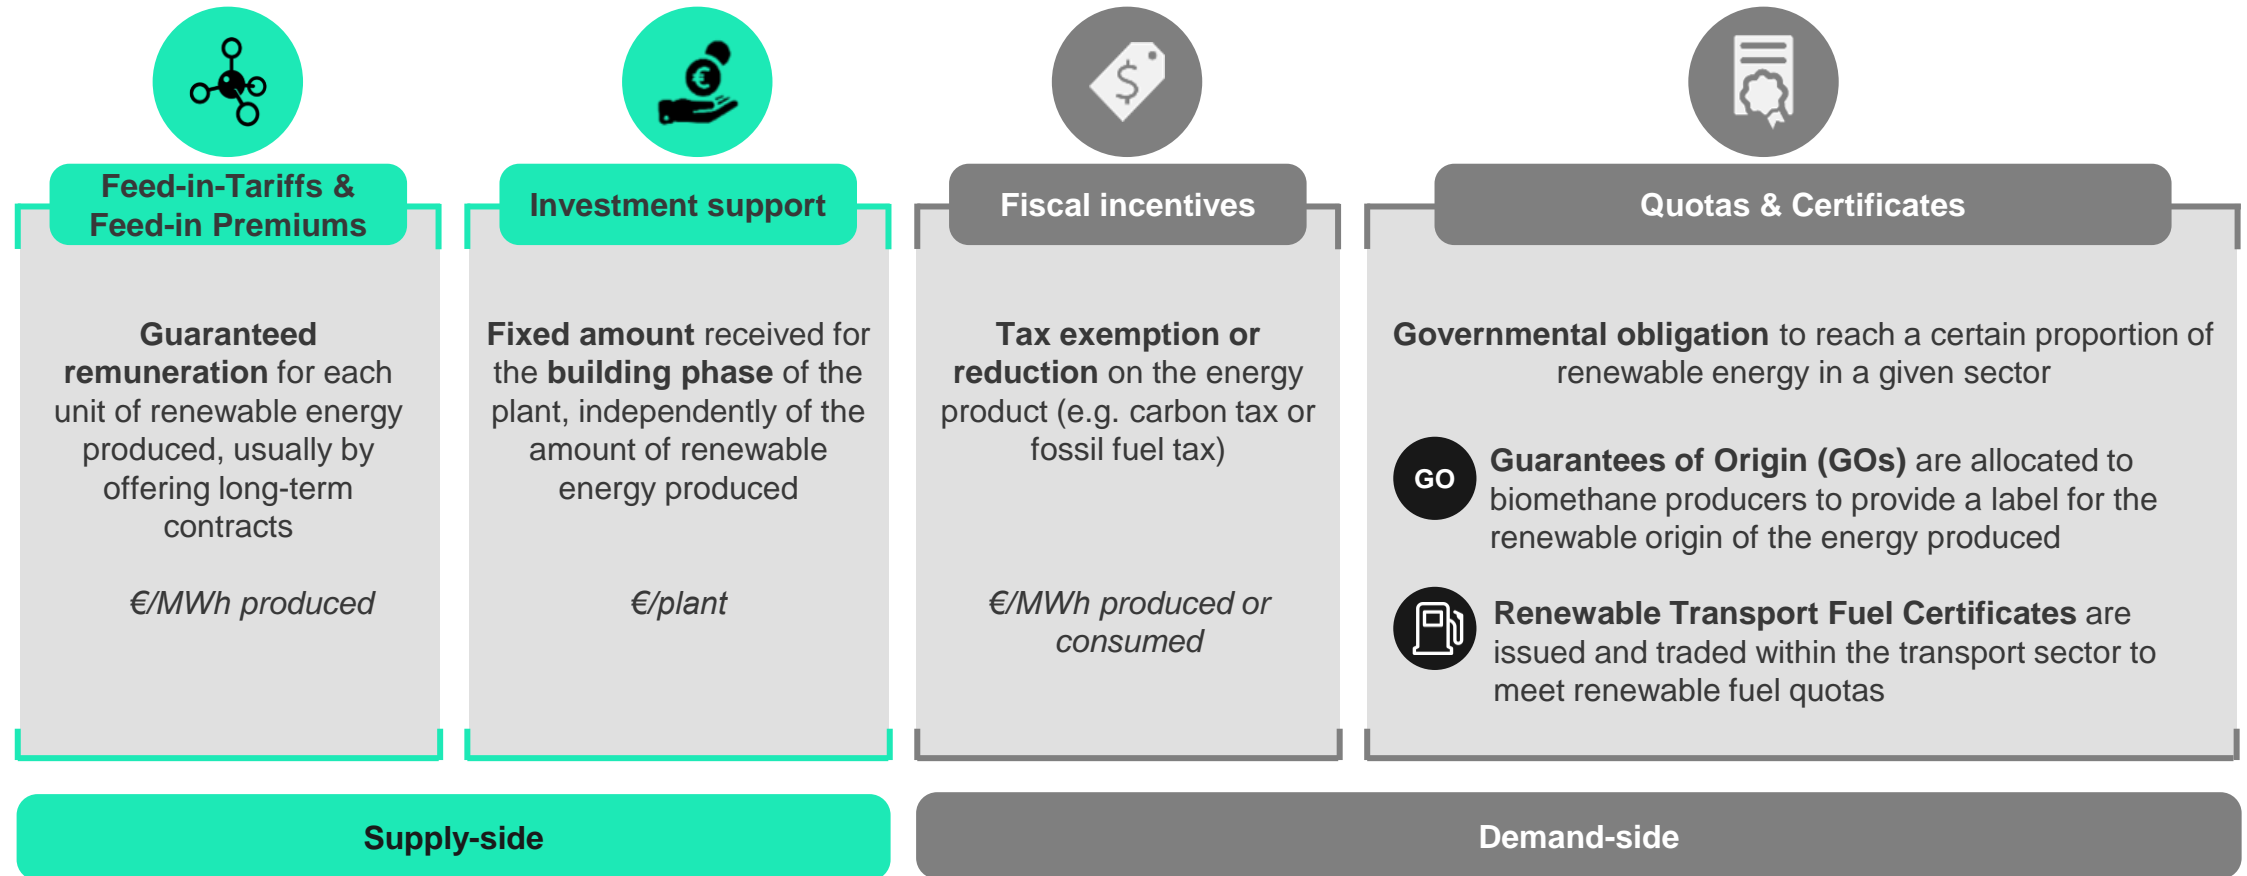 Feed-in-Tariffs &
Feed-in Premiums
Guaranteed
remuneration for each
unit of renewable energy
produced, usually by
offering long-term
contracts
€/MWh produced
€
Investment support
Fixed amount received for
the building phase of the
plant, independently of the
amount of renewable
energy produced
€/plant
$
Fiscal incentives
Tax exemption or
reduction on the energy
product (e.g. carbon tax or
fossil fuel tax)
€/MWh produced or
consumed
Quotas & Certificates
Governmental obligation to reach a certain proportion of
renewable energy in a given sector
GO
Guarantees of Origin (GOs) are allocated to
biomethane producers to provide a label for the
renewable origin of the energy produced
Renewable Transport Fuel Certificates are
issued and traded within the transport sector to
meet renewable fuel quotas
Supply-side
Demand-side